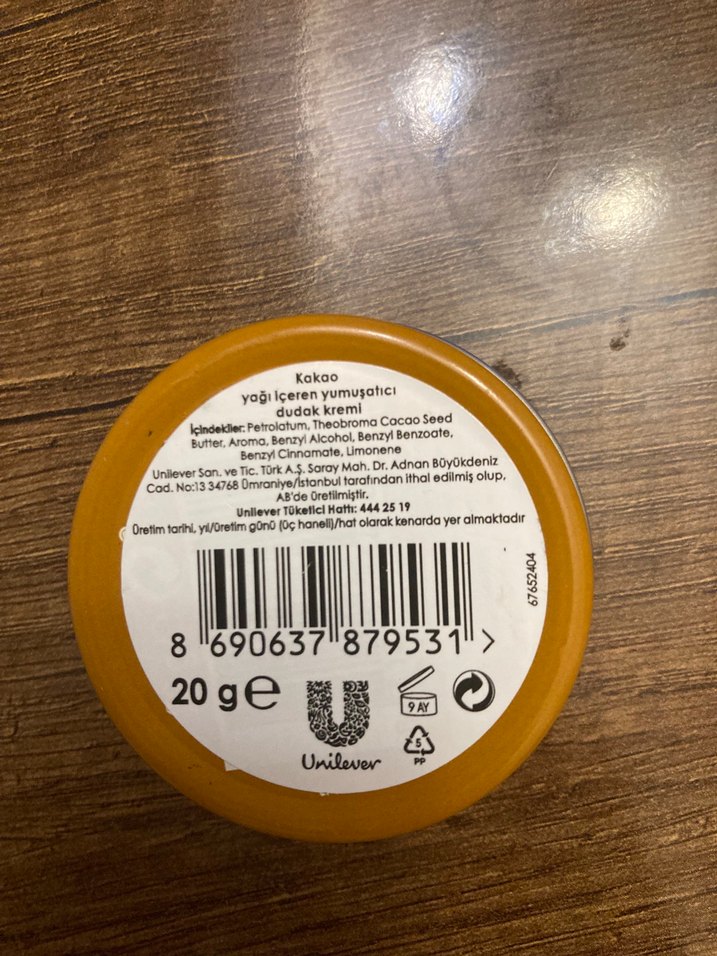 Kakao
yağı İçeren yumuşatıcı
dudak kremi
İçindekiler: Petrolatum, Theobroma Cacao Seed
Butter, Aroma, Benzyl Alcohol, Benzyl Benzoate,
Benzyl Cinnamate, Limonene
Unilever San. ve Tic. Türk A.Ş. Saray Mah. Dr. Adnan Büyükdeniz
Cad. No:13 34768 Ümraniye/İstanbul tarafından ithal edilmiş olup,
AB'de üretilmiştir.
Unilever Tüketici Hattı: 444 25 19
Üretim tarihi, yıl/üretim günü (üç haneli)/hat olarak kenarda yer almaktadır
67652404
8 690637 879531 >
20 g e
9 AY
5
PP
Unilever